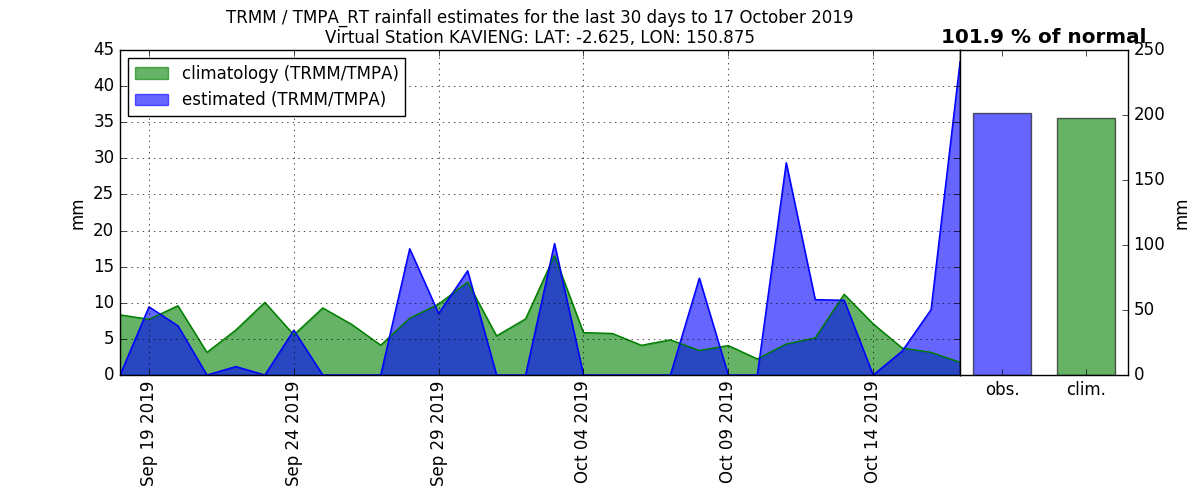 TRMM / TMPA_RT rainfall estimates for the last 30 days to 17 October 2019
Virtual Station KAVIENG: LAT: -2.625, LON: 150.875
101.9 % of normal
climatology (TRMM/TMPA)
estimated (TRMM/TMPA)
45
40
35
30
25
20
15
10
5
0
mm
Sep 19 2019
Sep 24 2019
Sep 29 2019
Oct 04 2019
Oct 09 2019
Oct 14 2019
250
200
150
100
50
0
mm
obs.
clim.